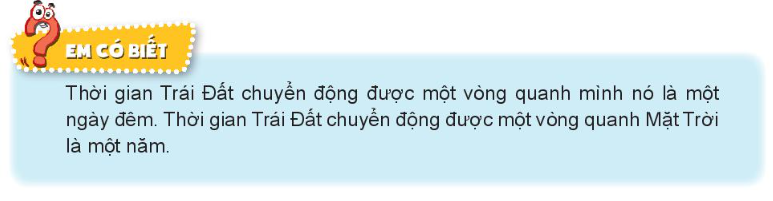 EM CÓ BIẾT
Thời gian Trái Đất chuyển động được một vòng quanh mình nó là một
ngày đêm. Thời gian Trái Đất chuyển động được một vòng quanh Mặt Trời
là một năm.